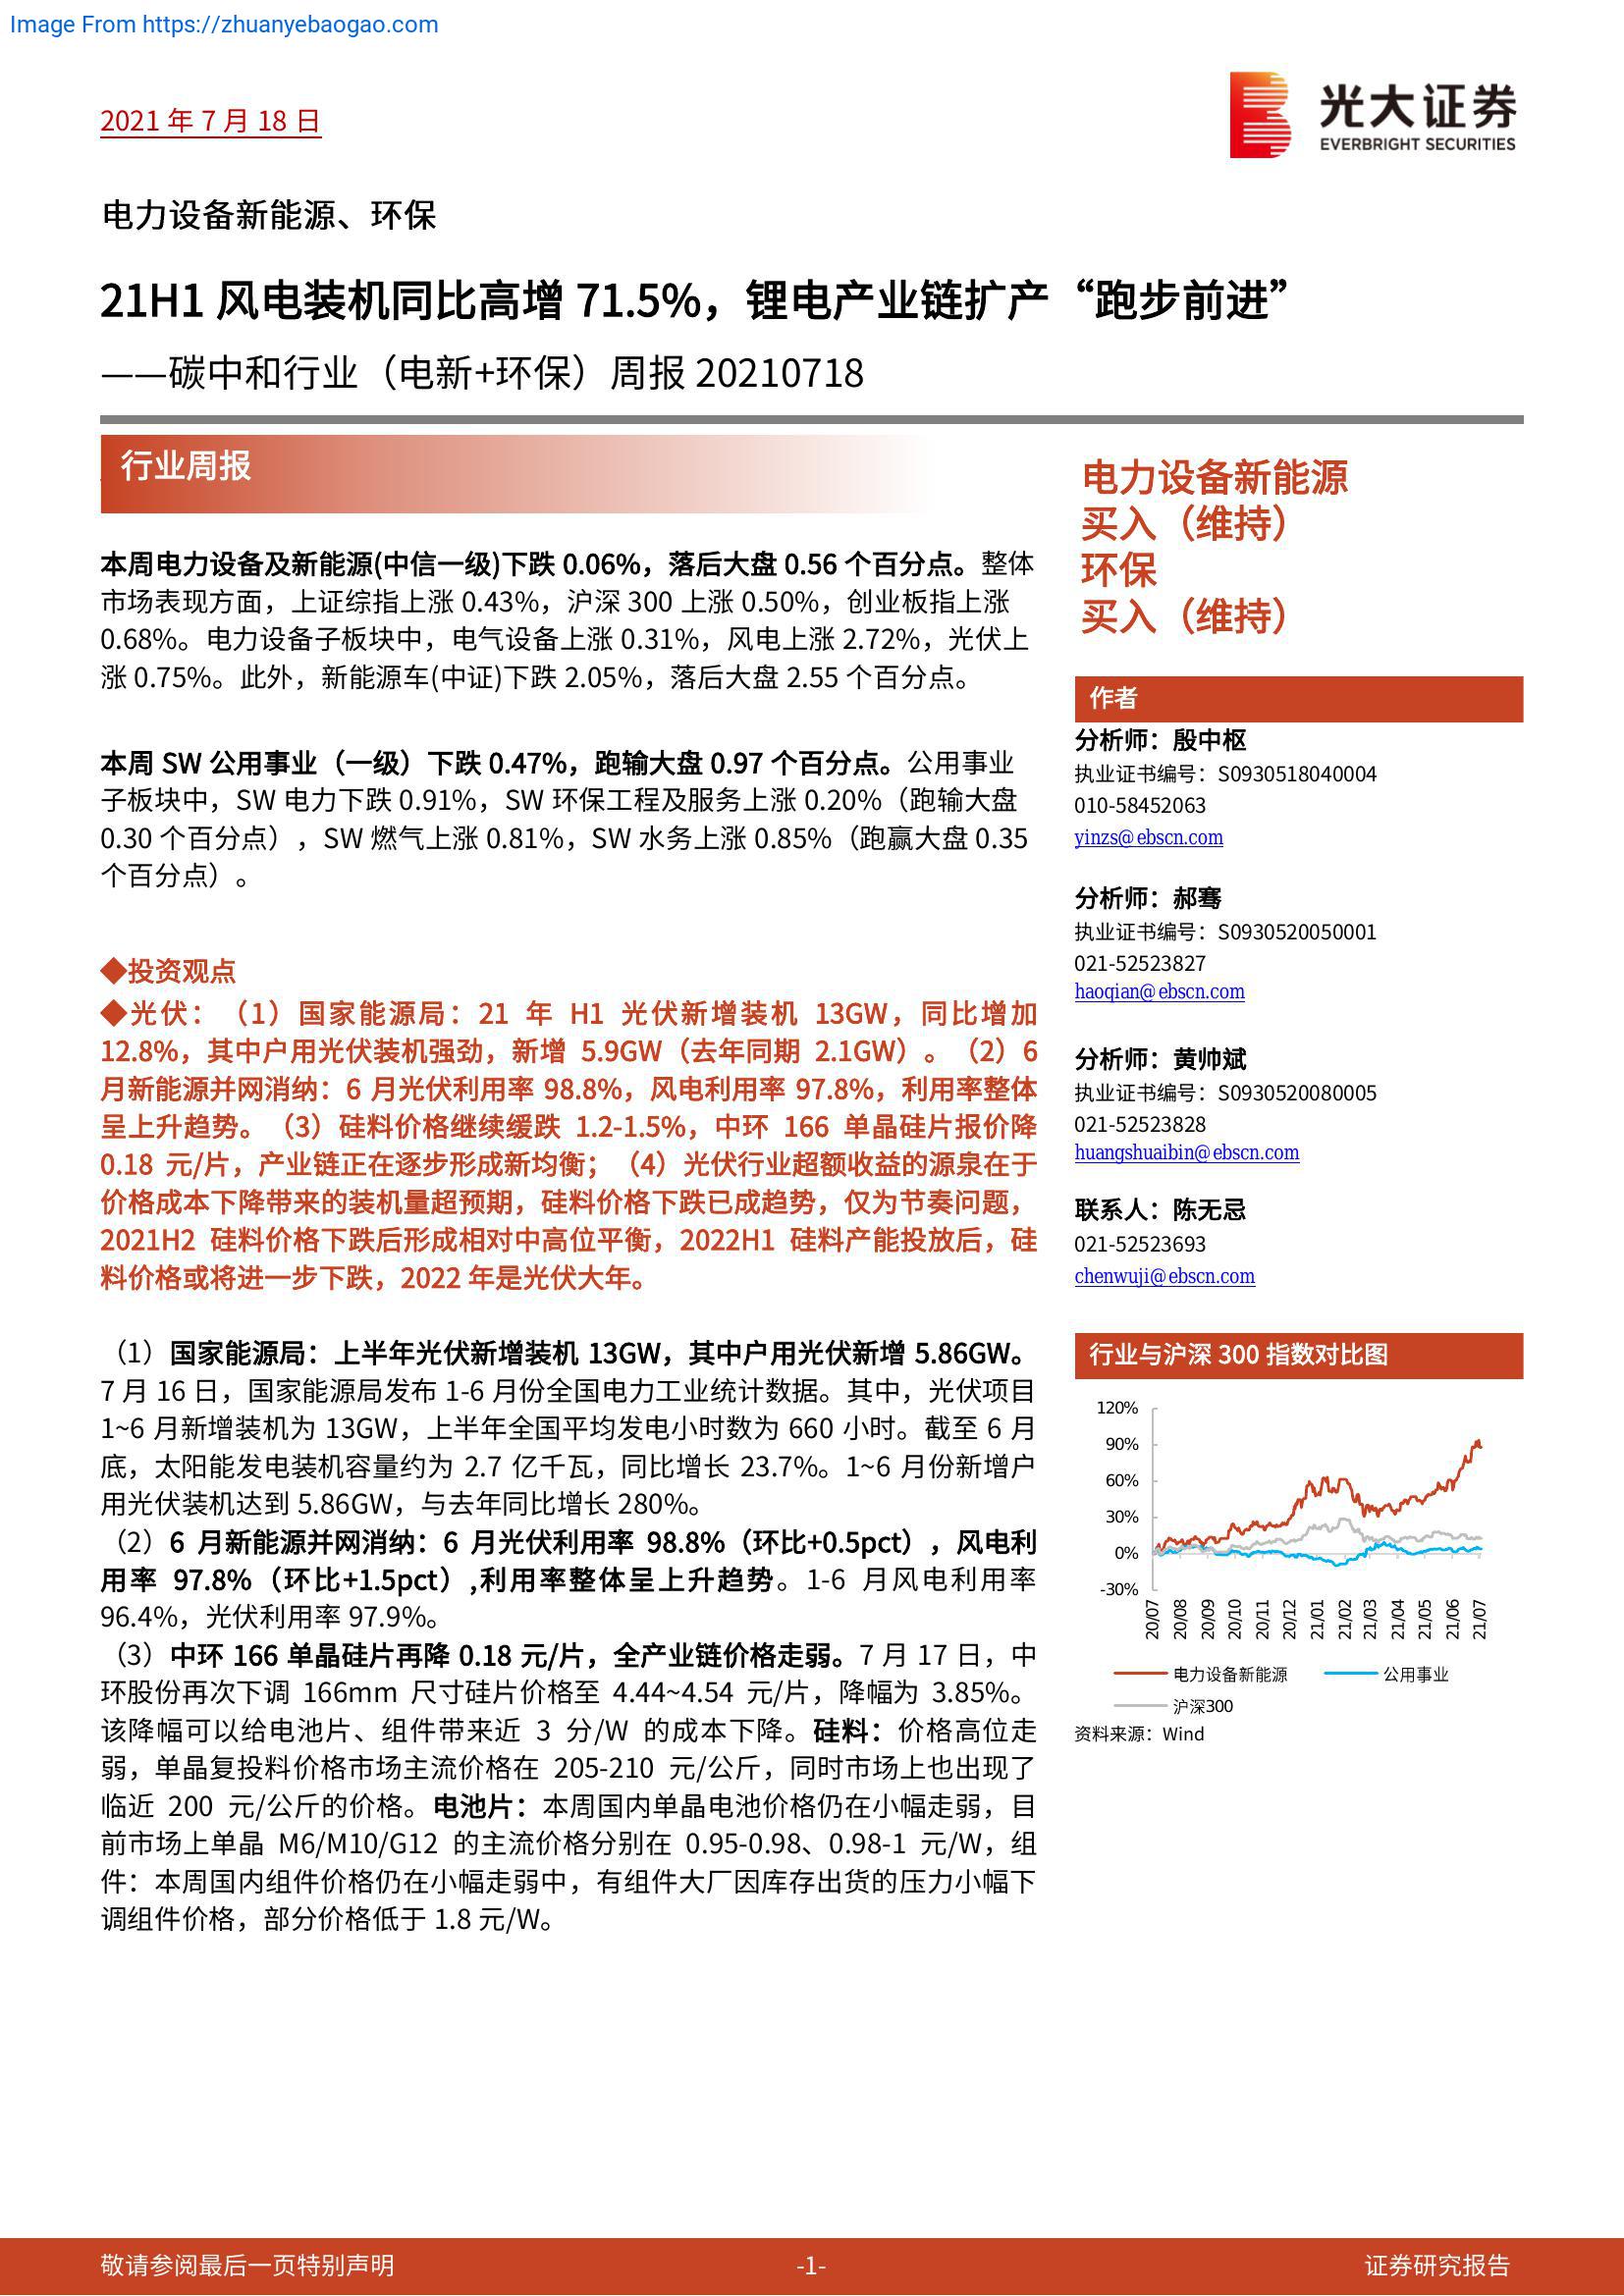 Image From https://zhuanyebaogao.com
2021 年 7 月 18 日
光大证券
EVERBRIGHT SECURITIES
电力设备新能源、环保
21H1 风电装机同比高增 71.5%，锂电产业链扩产“跑步前进”
——碳中和行业（电新+环保）周报 20210718
行业周报
本周电力设备及新能源(中信一级)下跌 0.06%，落后大盘 0.56 个百分点。整体
市场表现方面，上证综指上涨 0.43%，沪深 300 上涨 0.50%，创业板指上涨
0.68%。电力设备子板块中，电气设备上涨 0.31%，风电上涨 2.72%，光伏上
涨 0.75%。此外，新能源车(中证)下跌 2.05%，落后大盘 2.55 个百分点。
本周 SW 公用事业（一级）下跌 0.47%，跑输大盘 0.97 个百分点。公用事业
子板块中，SW 电力下跌 0.91%，SW 环保工程及服务上涨 0.20%（跑输大盘
0.30 个百分点），SW 燃气上涨 0.81%，SW 水务上涨 0.85%（跑赢大盘 0.35
个百分点）。
◆投资观点
◆光伏：（1）国家能源局：21 年 H1 光伏新增装机 13GW，同比增加
12.8%，其中户用光伏装机强劲，新增 5.9GW（去年同期 2.1GW）。（2）6
月新能源并网消纳：6 月光伏利用率 98.8%，风电利用率 97.8%，利用率整体
呈上升趋势。（3）硅料价格继续缓跌 1.2-1.5%，中环 166 单晶硅片报价降
0.18 元/片，产业链正在逐步形成新均衡；（4）光伏行业超额收益的源泉在于
价格成本下降带来的装机量超预期，硅料价格下跌已成趋势，仅为节奏问题，
2021H2 硅料价格下跌后形成相对中高位平衡，2022H1 硅料产能投放后，硅
料价格或将进一步下跌，2022 年是光伏大年。
（1）国家能源局：上半年光伏新增装机 13GW，其中户用光伏新增 5.86GW。
7 月 16 日，国家能源局发布 1-6 月份全国电力工业统计数据。其中，光伏项目
1~6 月新增装机为 13GW，上半年全国平均发电小时数为 660 小时。截至 6 月
底，太阳能发电装机容量约为 2.7 亿千瓦，同比增长 23.7%。1~6 月份新增户
用光伏装机达到 5.86GW，与去年同比增长 280%。
（2）6 月新能源并网消纳：6 月光伏利用率 98.8%（环比+0.5pct），风电利
用率 97.8%（环比+1.5pct）,利用率整体呈上升趋势。1-6 月风电利用率
96.4%，光伏利用率 97.9%。
（3）中环 166 单晶硅片再降 0.18 元/片，全产业链价格走弱。7 月 17 日，中
环股份再次下调 166mm 尺寸硅片价格至 4.44~4.54 元/片，降幅为 3.85%。
该降幅可以给电池片、组件带来近 3 分/W 的成本下降。硅料：价格高位走
弱，单晶复投料价格市场主流价格在 205-210 元/公斤，同时市场上也出现了
临近 200 元/公斤的价格。电池片：本周国内单晶电池价格仍在小幅走弱，目
前市场上单晶 M6/M10/G12 的主流价格分别在 0.95-0.98、0.98-1 元/W，组
件：本周国内组件价格仍在小幅走弱中，有组件大厂因库存出货的压力小幅下
调组件价格，部分价格低于 1.8 元/W。
电力设备新能源
买入（维持）
环保
买入（维持）
作者
分析师：殷中枢
执业证书编号：S0930518040004
010-58452063
yinzs@ebscn.com
分析师：郝骞
执业证书编号：S0930520050001
021-52523827
haoqian@ebscn.com
分析师：黄帅斌
执业证书编号：S0930520080005
021-52523828
huangshuaibin@ebscn.com
联系人：陈无忌
021-52523693
chenwuji@ebscn.com
行业与沪深 300 指数对比图
120%
90%
60%
30%
0%
-30%
20/07 20/08 20/09 20/10 20/11 20/12 21/01 21/02 21/03 21/04 21/05 21/06 21/07
电力设备新能源 公用事业
沪深300
资料来源：Wind
敬请参阅最后一页特别声明 -1- 证券研究报告